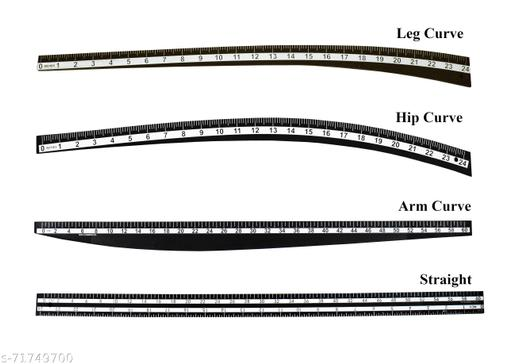 Leg Curve
0 INCHES 1 2 3 4 5 6 7 8 9 10 11 12 13 14 15 16 17 18 19 20 21 22 23 24
Hip Curve
0 1 2 3 4 5 6 7 8 9 10 11 12 13 14 15 16 17 18 19 20 21 22 23 24
Arm Curve
0 2 4 6 8 10 12 14 16 18 20 22 24 26 28 30 32 34 36 38 40 42 44 46 48 50 52 54 56 58 60
Straight
S-71749700